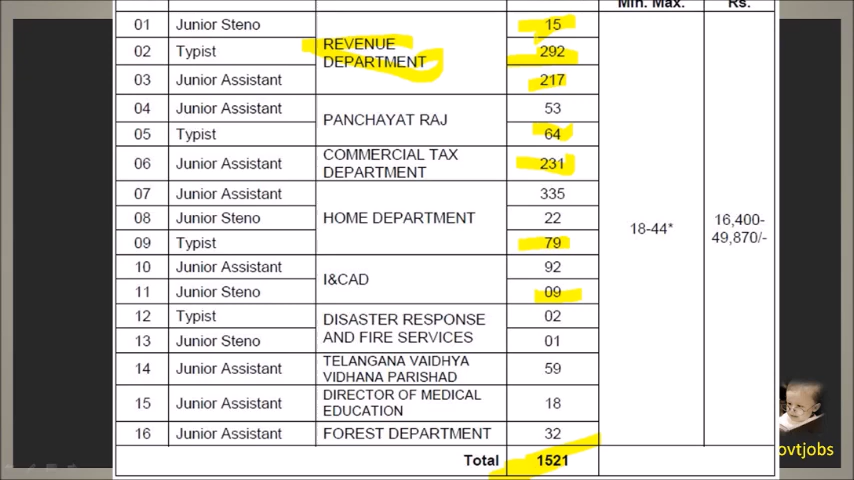 Min. Max. Rs.
01 Junior Steno REVENUE DEPARTMENT 15
02 Typist 292
03 Junior Assistant 217
04 Junior Assistant PANCHAYAT RAJ 53
05 Typist 64
06 Junior Assistant COMMERCIAL TAX DEPARTMENT 231
07 Junior Assistant HOME DEPARTMENT 335
08 Junior Steno 22
09 Typist 79
18-44* 16,400-
49,870/-
10 Junior Assistant I&CAD 92
11 Junior Steno 09
12 Typist DISASTER RESPONSE AND FIRE SERVICES 02
13 Junior Steno 01
14 Junior Assistant TELANGANA VAIDHYA VIDHANA PARISHAD 59
15 Junior Assistant DIRECTOR OF MEDICAL EDUCATION 18
16 Junior Assistant FOREST DEPARTMENT 32
Total 1521
ovtjobs